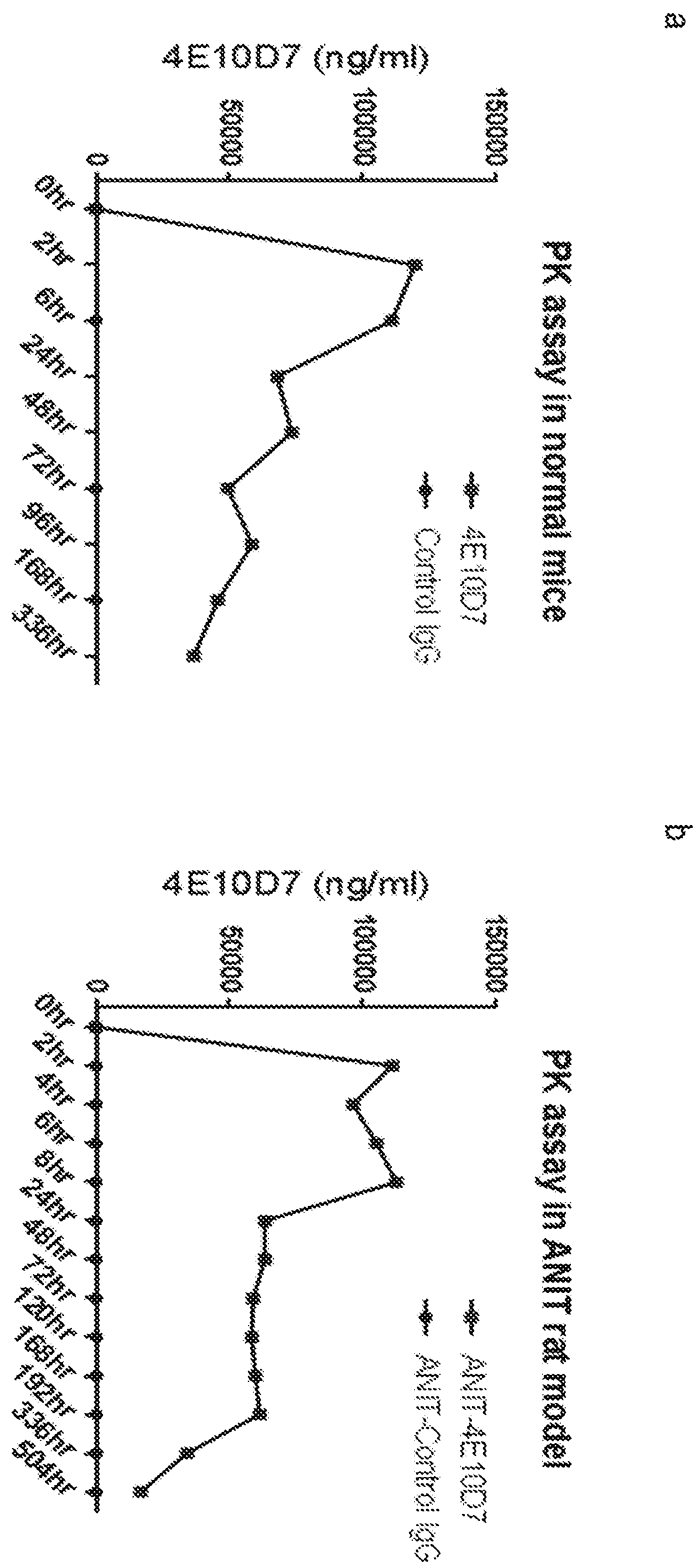 a
PK assay in normal mice
4E10D7 (ng/ml)
150000
100000
50000
0
0hr
2hr
6hr
24hr
48hr
72hr
96hr
168hr
336hr
4E10D7
Control IgG
b
PK assay in ANIT rat model
4E10D7 (ng/ml)
150000
100000
50000
0
0hr
2hr
4hr
6hr
8hr
24hr
48hr
72hr
120hr
168hr
192hr
336hr
504hr
ANIT-4E10D7
ANIT-Control IgG